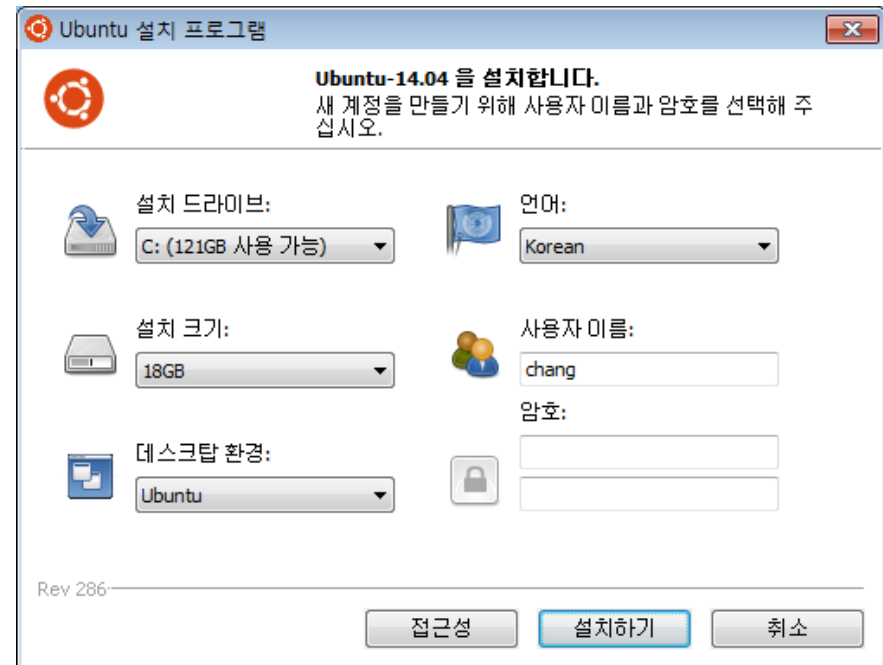 Ubuntu 설치 프로그램
Ubuntu-14.04 을 설치합니다.
새 계정을 만들기 위해 사용자 이름과 암호를 선택해 주
십시오.
설치 드라이브:
C: (121GB 사용 가능)
언어:
Korean
설치 크기:
18GB
사용자 이름:
chang
암호:
데스크탑 환경:
Ubuntu
Rev 286
접근성
설치하기
취소